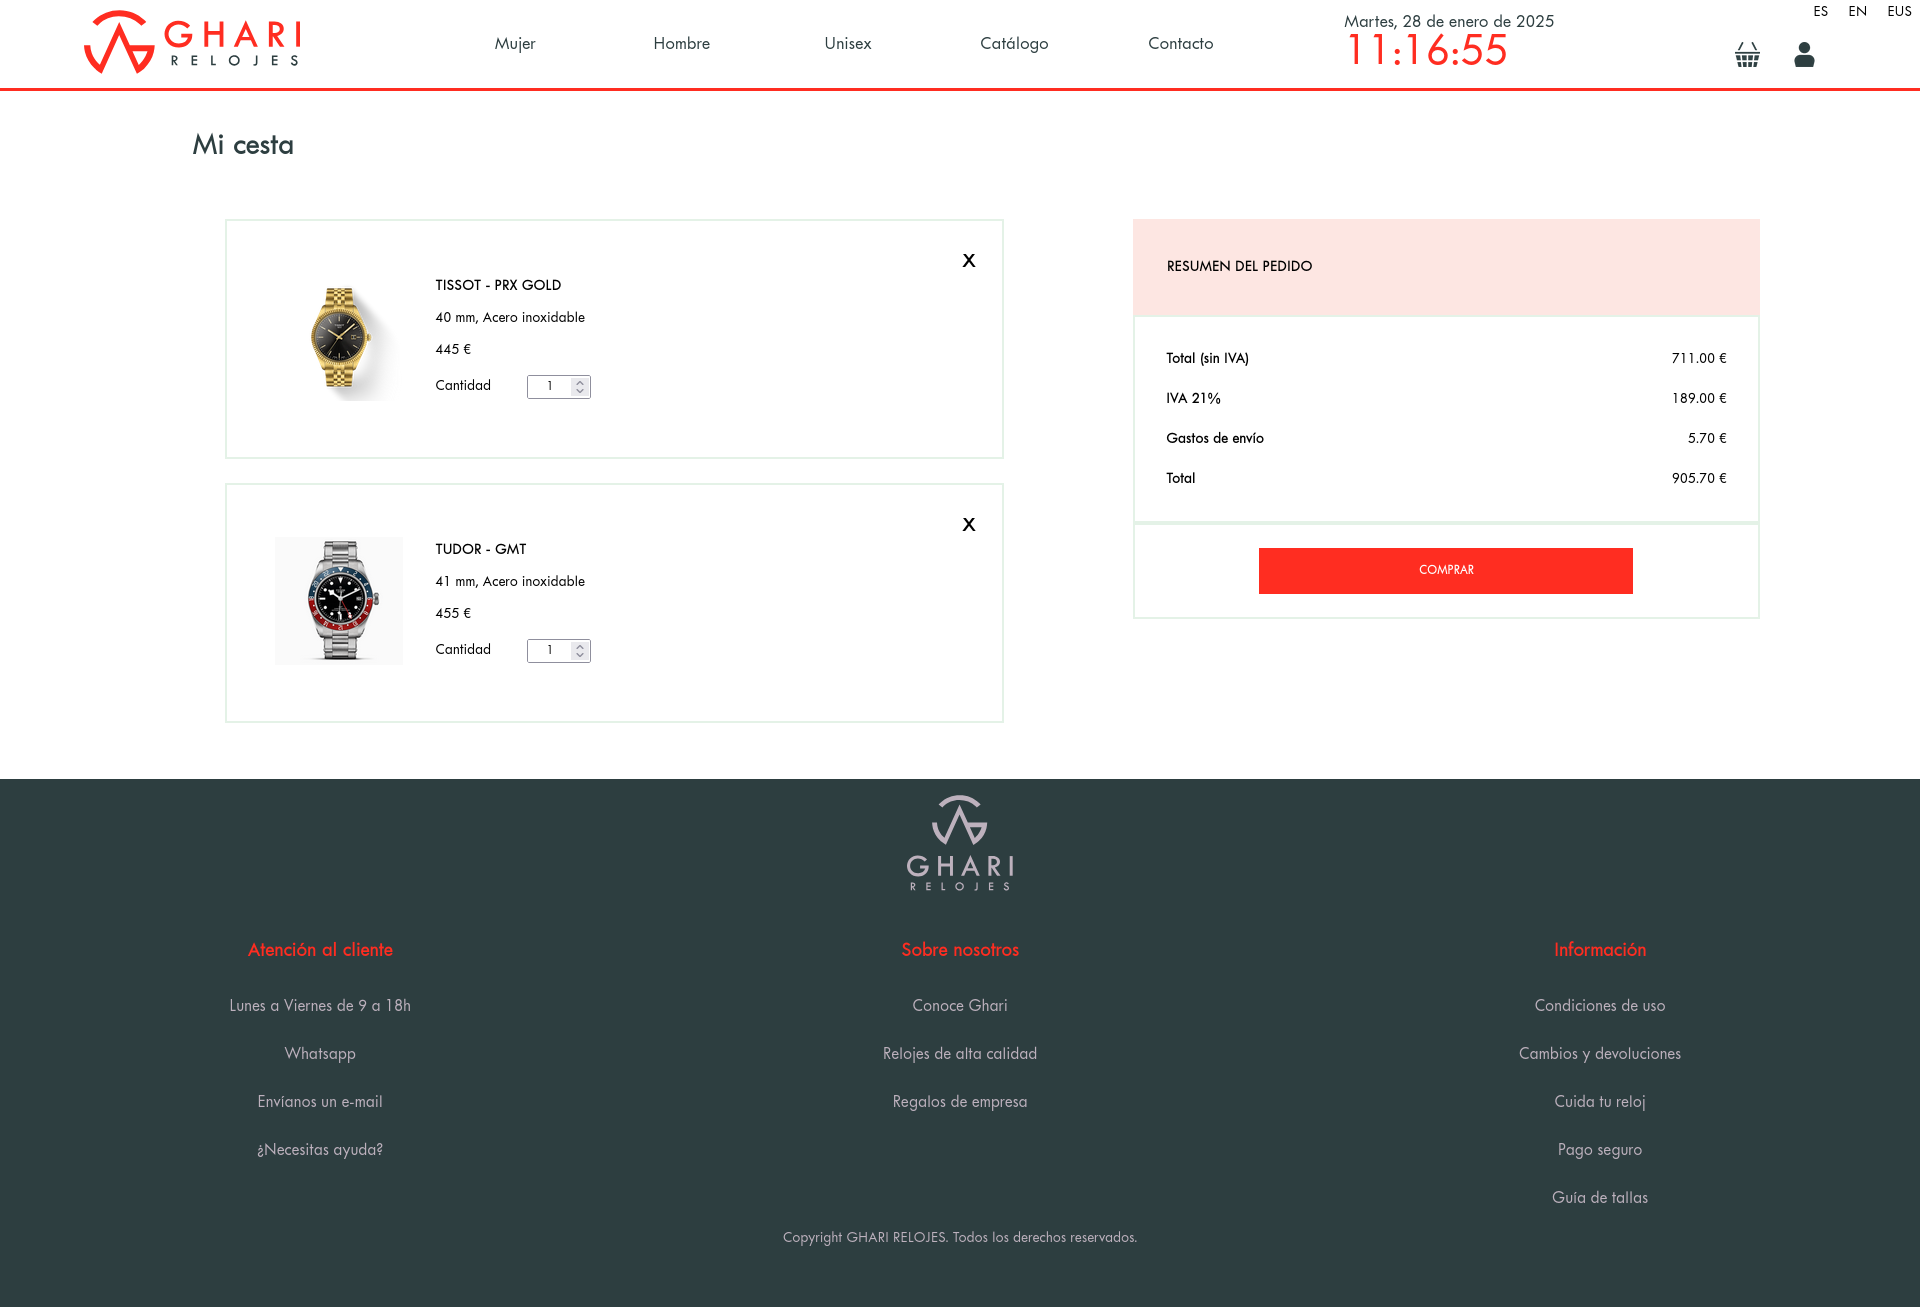 GHARI
RELOJES
Mujer
Hombre
Unisex
Catálogo
Contacto
Martes, 28 de enero de 2025
11:16:55
ES EN EUS
Mi cesta
X
TISSOT - PRX GOLD
40 mm, Acero inoxidable
445 €
Cantidad 1
X
TUDOR - GMT
41 mm, Acero inoxidable
455 €
Cantidad 1
RESUMEN DEL PEDIDO
Total (sin IVA) 711.00 €
IVA 21% 189.00 €
Gastos de envío 5.70 €
Total 905.70 €
COMPRAR
GHARI
RELOJES
Atención al cliente
Lunes a Viernes de 9 a 18h
Whatsapp
Envíanos un e-mail
¿Necesitas ayuda?
Sobre nosotros
Conoce Ghari
Relojes de alta calidad
Regalos de empresa
Información
Condiciones de uso
Cambios y devoluciones
Cuida tu reloj
Pago seguro
Guía de tallas
Copyright GHARI RELOJES. Todos los derechos reservados.